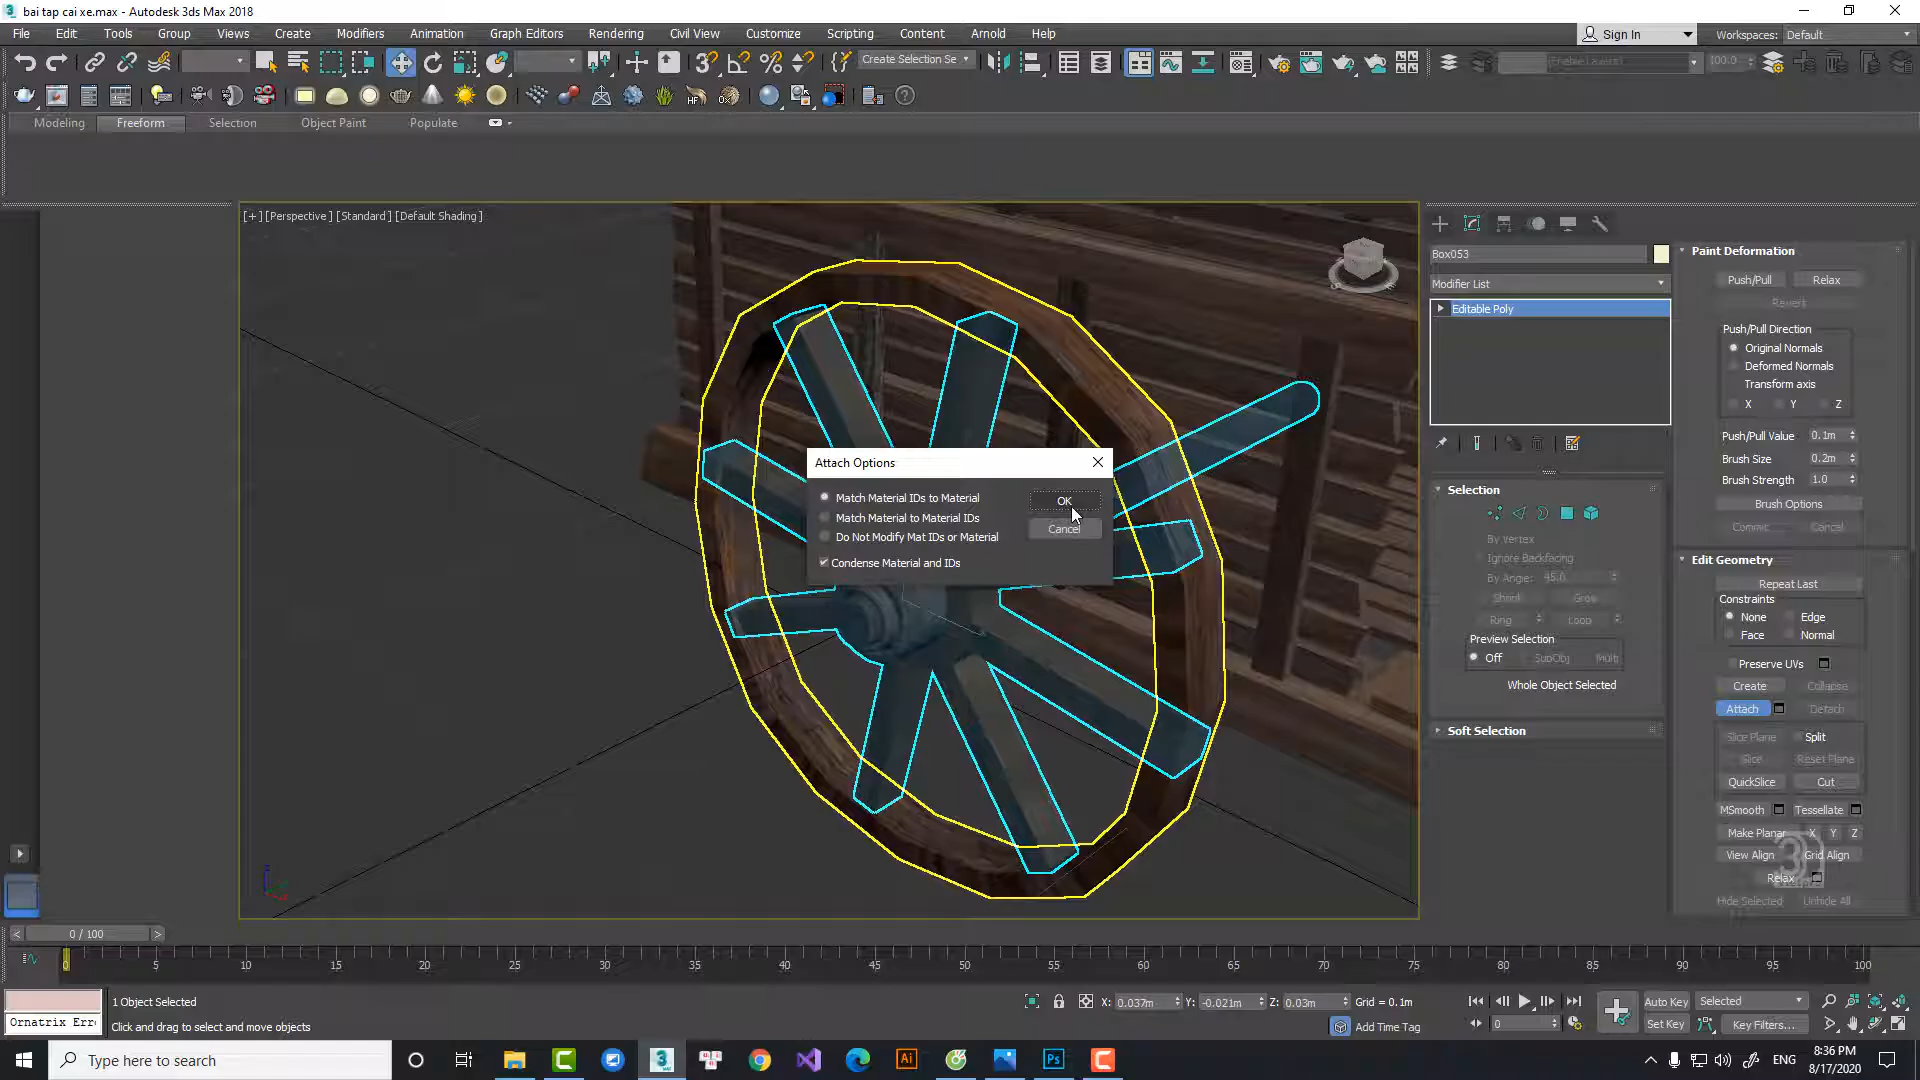 bai tap cai xe.max - Autodesk 3ds Max 2018
File Edit Tools Group Views Create Modifiers Animation Graph Editors Rendering Civil View Customize Scripting Content Arnold Help
Sign In Workspaces: Default
Create Selection Se
100.0
Modeling Freeform Selection Object Paint Populate
[+] [Perspective] [Standard] [Default Shading]
Box053
Modifier List
Editable Poly
Selection
By Vertex
Ignore Backfacing
By Angle: 45.0
Shrink Grow
Ring Loop
Preview Selection
Off SubObj Multi
Whole Object Selected
Soft Selection
Paint Deformation
Push/Pull Relax
Revert
Push/Pull Direction
Original Normals
Deformed Normals
Transform axis
X Y Z
Push/Pull Value 0.1m
Brush Size 0.2m
Brush Strength 1.0
Brush Options
Commit Cancel
Edit Geometry
Repeat Last
Constraints
None Edge
Face Normal
Preserve UVs
Create Collapse
Attach Detach
Slice Plane Split
Slice Reset Plane
QuickSlice Cut
MSmooth Tessellate
Make Planar X Y Z
View Align Grid Align
Relax
Hide Selected Unhide All
Attach Options
Match Material IDs to Material
Match Material to Material IDs
Do Not Modify Mat IDs or Material
Condense Material and IDs
OK
Cancel
0 / 100
0 5 10 15 20 25 30 35 40 45 50 55 60 65 70 75 80 85 90 95 100
1 Object Selected
Click and drag to select and move objects
Ornatrix Err
X: 0.037m Y: -0.021m Z: 0.03m Grid = 0.1m
Add Time Tag
0
Auto Key Selected
Set Key Key Filters...
Type here to search
ENG
8:36 PM
8/17/2020